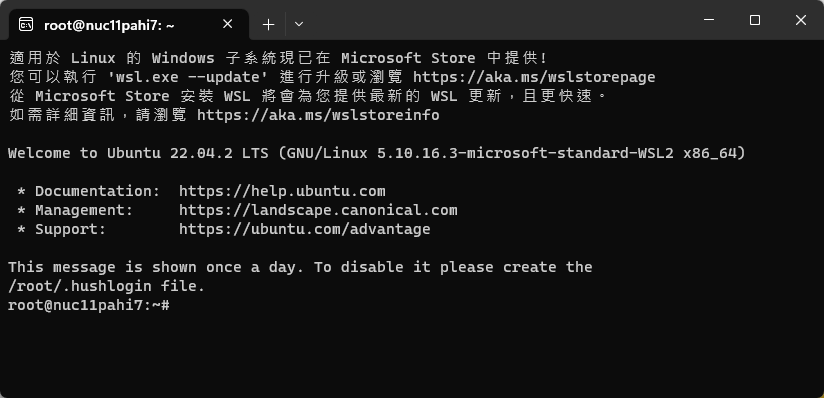 root@nuc11pahi7: ~
適用於 Linux 的 Windows 子系統現已在 Microsoft Store 中提供!
您可以執行 'wsl.exe --update' 進行升級或瀏覽 https://aka.ms/wslstorepage
從 Microsoft Store 安裝 WSL 將會為您提供最新的 WSL 更新，且更快速。
如需詳細資訊，請瀏覽 https://aka.ms/wslstoreinfo
Welcome to Ubuntu 22.04.2 LTS (GNU/Linux 5.10.16.3-microsoft-standard-WSL2 x86_64)
* Documentation:  https://help.ubuntu.com
* Management:     https://landscape.canonical.com
* Support:        https://ubuntu.com/advantage
This message is shown once a day. To disable it please create the
/root/.hushlogin file.
root@nuc11pahi7:~#